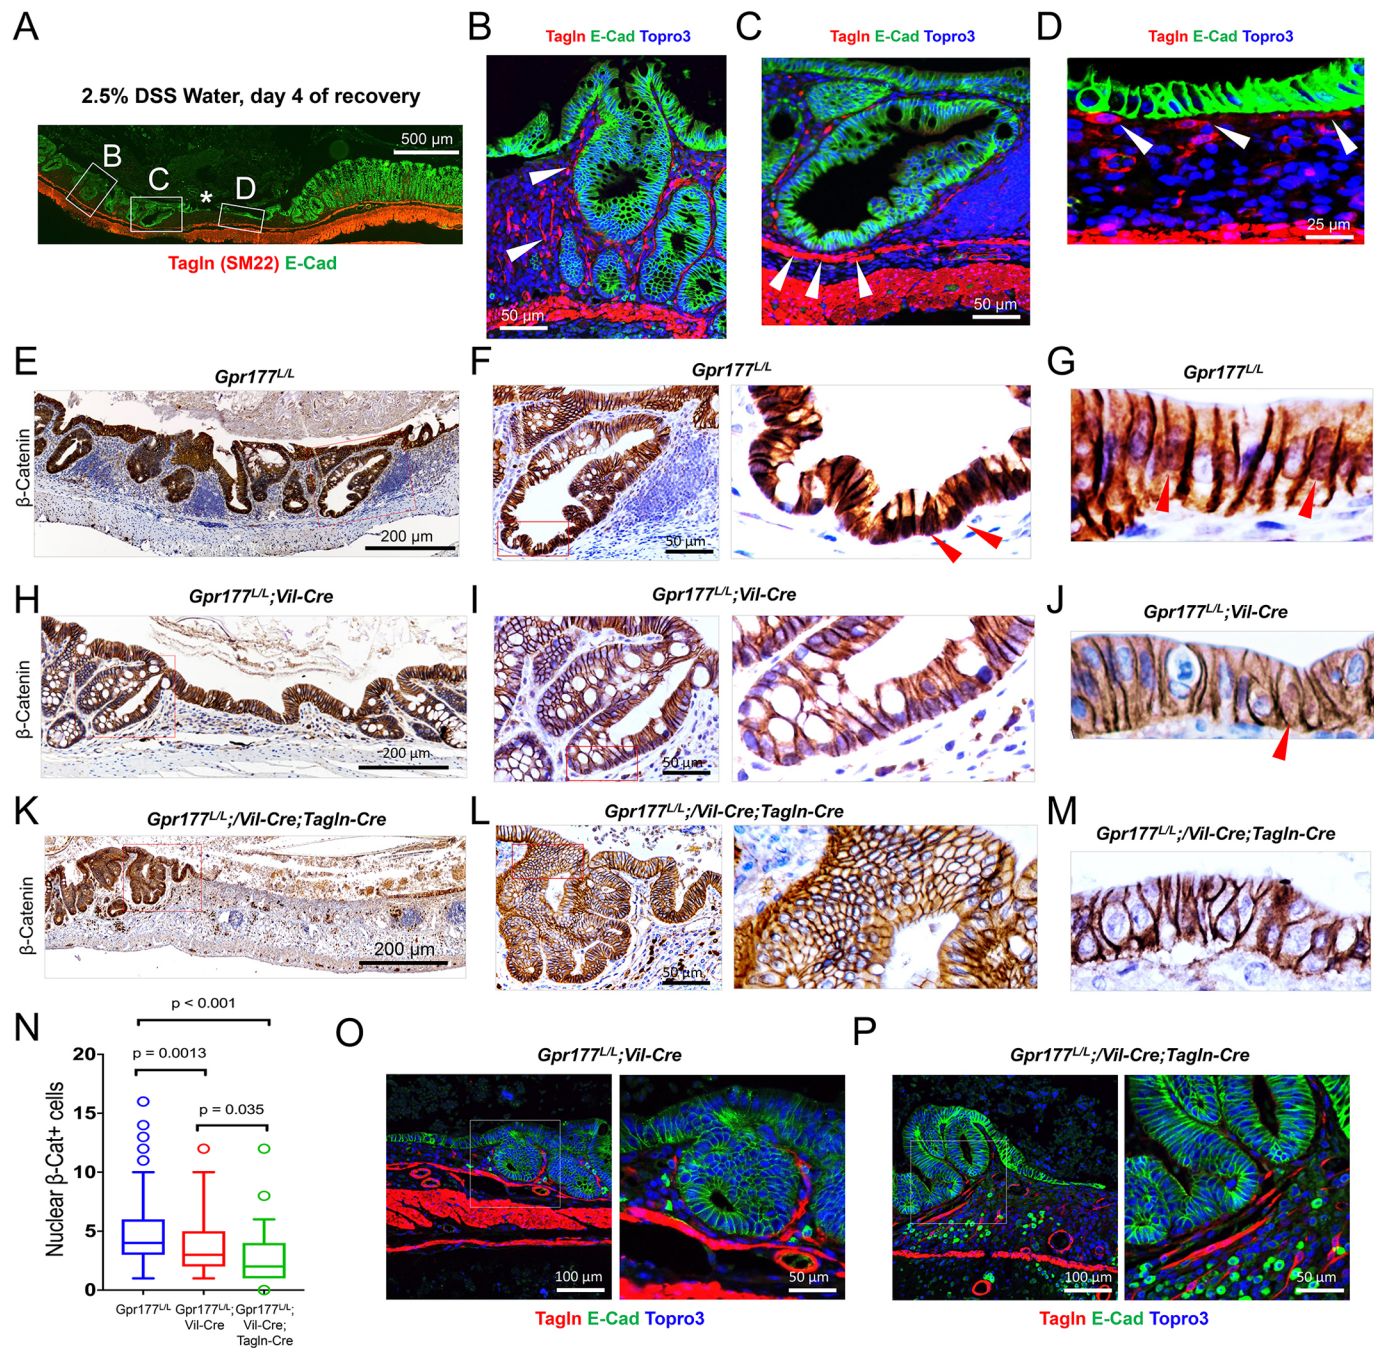 A
2.5% DSS Water, day 4 of recovery
500 µm
B
C
*
D
Tagln (SM22) E-Cad
B
Tagln E-Cad Topro3
50 µm
C
Tagln E-Cad Topro3
50 µm
D
Tagln E-Cad Topro3
25 µm
E
Gpr177L/L
β-Catenin
200 µm
F
Gpr177L/L
50 µm
G
Gpr177L/L
H
Gpr177L/L;Vil-Cre
β-Catenin
200 µm
I
Gpr177L/L;Vil-Cre
50 µm
J
Gpr177L/L;Vil-Cre
K
Gpr177L/L;/Vil-Cre;Tagln-Cre
β-Catenin
200 µm
L
Gpr177L/L;/Vil-Cre;Tagln-Cre
50 µm
M
Gpr177L/L;/Vil-Cre;Tagln-Cre
N
p < 0.001
p = 0.0013
p = 0.035
Nuclear β-Cat+ cells
20
15
10
5
0
Gpr177L/L
Gpr177L/L;
Vil-Cre
Gpr177L/L;
Vil-Cre;
Tagln-Cre
O
Gpr177L/L;Vil-Cre
100 µm
50 µm
Tagln E-Cad Topro3
P
Gpr177L/L;/Vil-Cre;Tagln-Cre
100 µm
50 µm
Tagln E-Cad Topro3